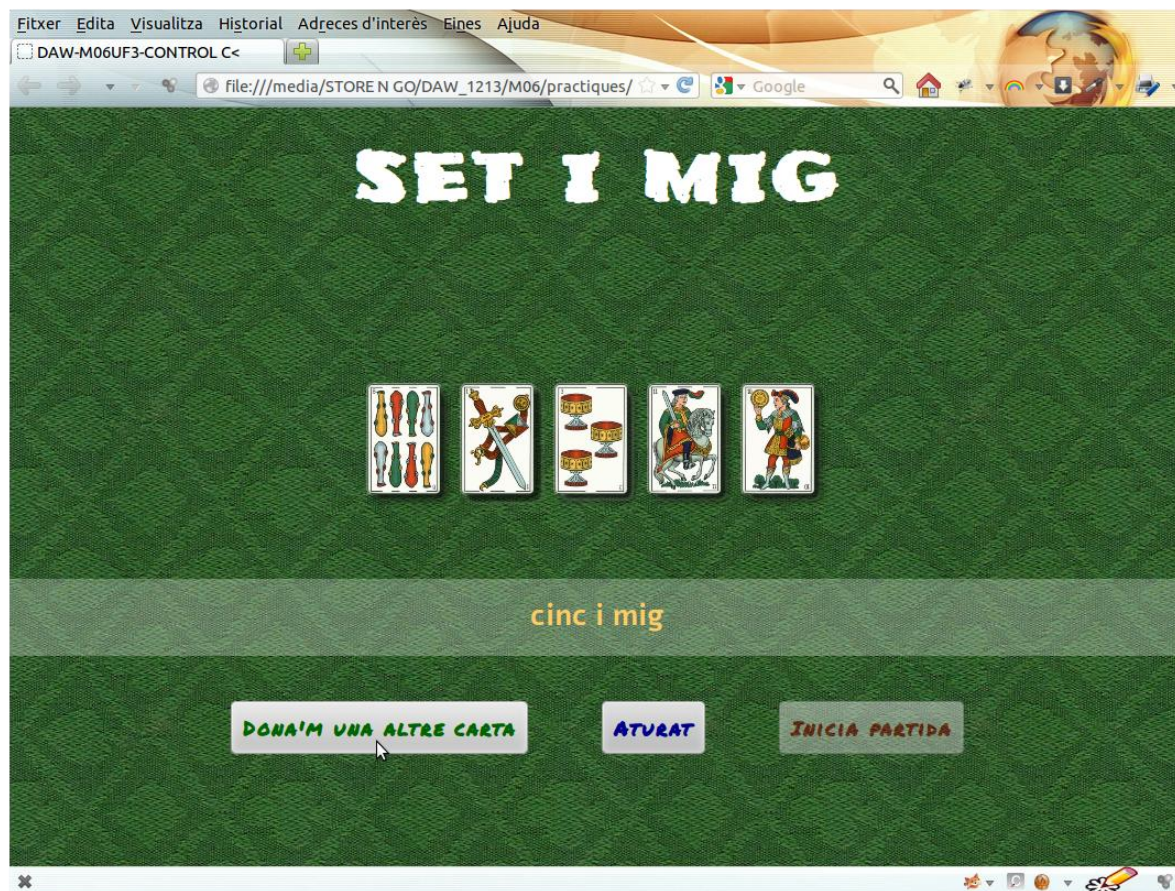 Fitxer Edita Visualitza Historial Adreces d'interès Eines Ajuda
DAW-M06UF3-CONTROL C<
file:///media/STORE N GO/DAW_1213/M06/practiques/ Google
SET I MIG
cinc i mig
Dona'm una altre carta Aturat Inicia partida